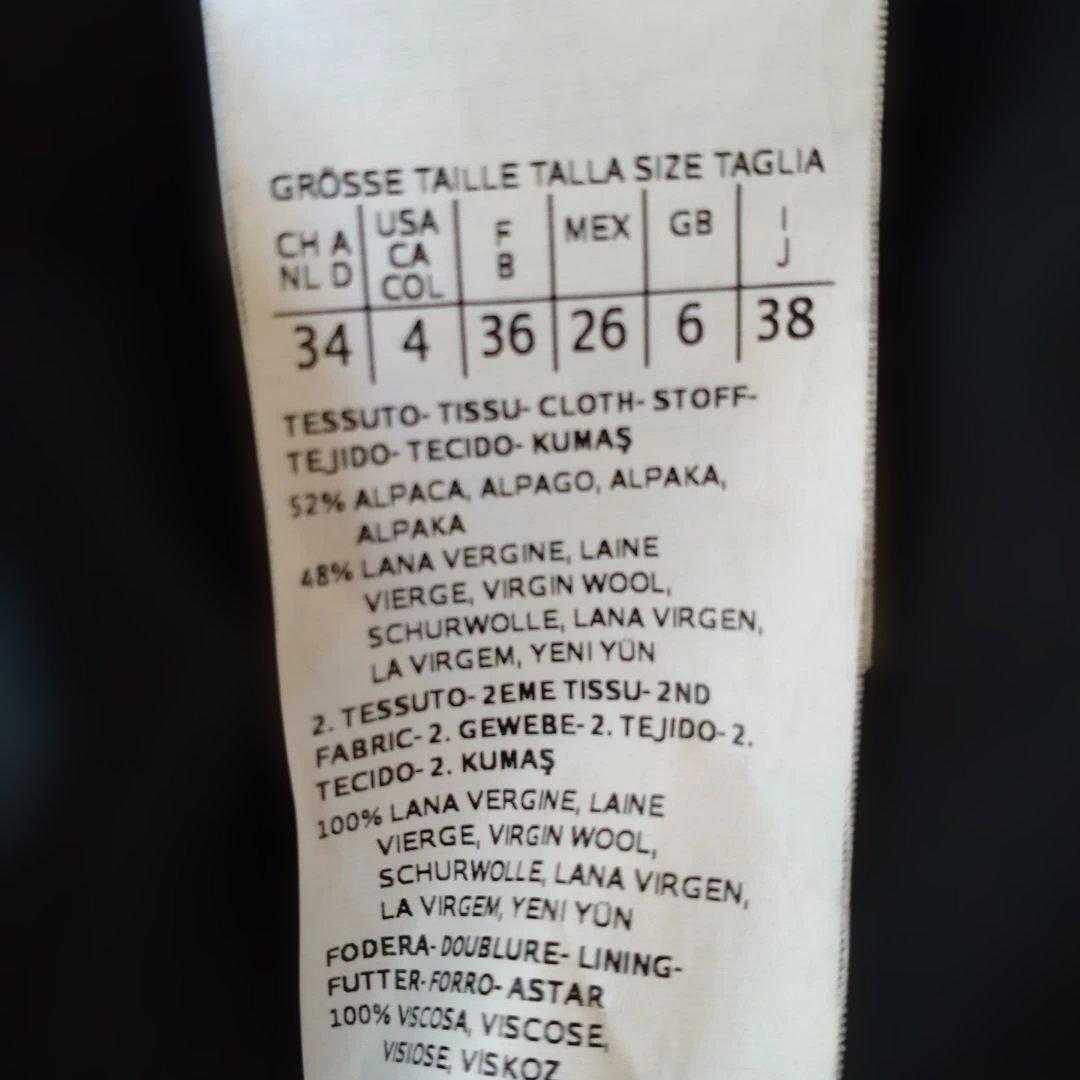 GRÖSSE TAILLE TALLA SIZE TAGLIA
CH A NL D USA CA COL F B MEX GB I J
34 4 36 26 6 38
TESSUTO- TISSU- CLOTH- STOFF-
TEJIDO- TECIDO- KUMAŞ
52% ALPACA, ALPAGO, ALPAKA,
ALPAKA
48% LANA VERGINE, LAINE
VIERGE, VIRGIN WOOL,
SCHURWOLLE, LANA VIRGEN,
LA VIRGEM, YENI YÜN
2. TESSUTO- 2EME TISSU- 2ND
FABRIC- 2. GEWEBE- 2. TEJIDO- 2.
TECIDO- 2. KUMAŞ
100% LANA VERGINE, LAINE
VIERGE, VIRGIN WOOL,
SCHURWOLLE, LANA VIRGEN,
LA VIRGEM, YENI YÜN
FODERA- DOUBLURE- LINING-
FUTTER- FORRO- ASTAR
100% VSCOSA, VISCOSE,
VISIOSE, VISKOZ